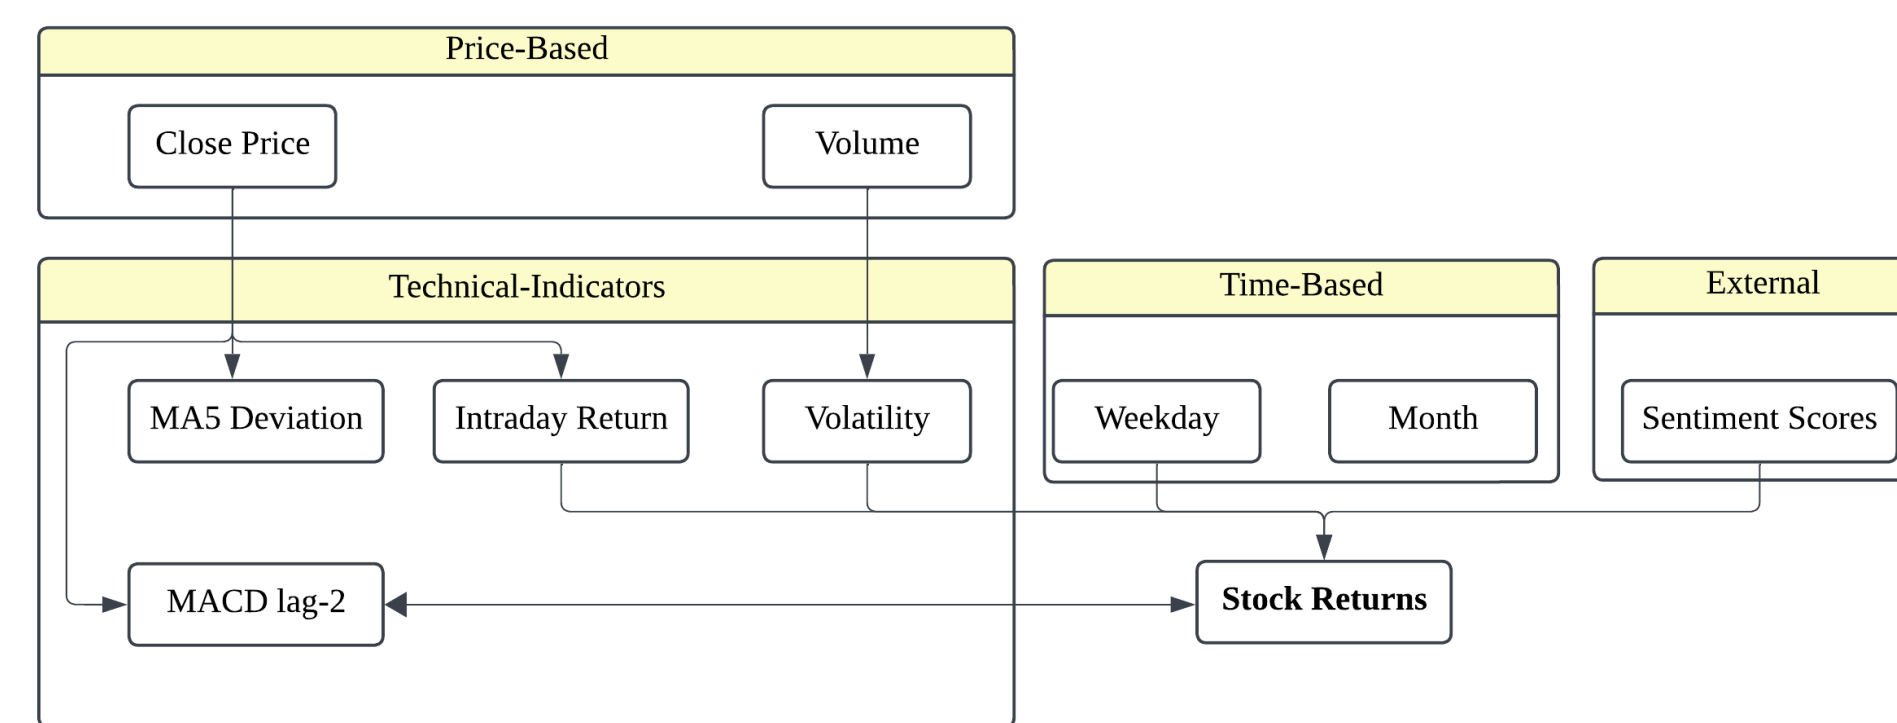 Price-Based
Close Price
Volume
Technical-Indicators
Time-Based
External
MA5 Deviation
Intraday Return
Volatility
Weekday
Month
Sentiment Scores
MACD lag-2
Stock Returns